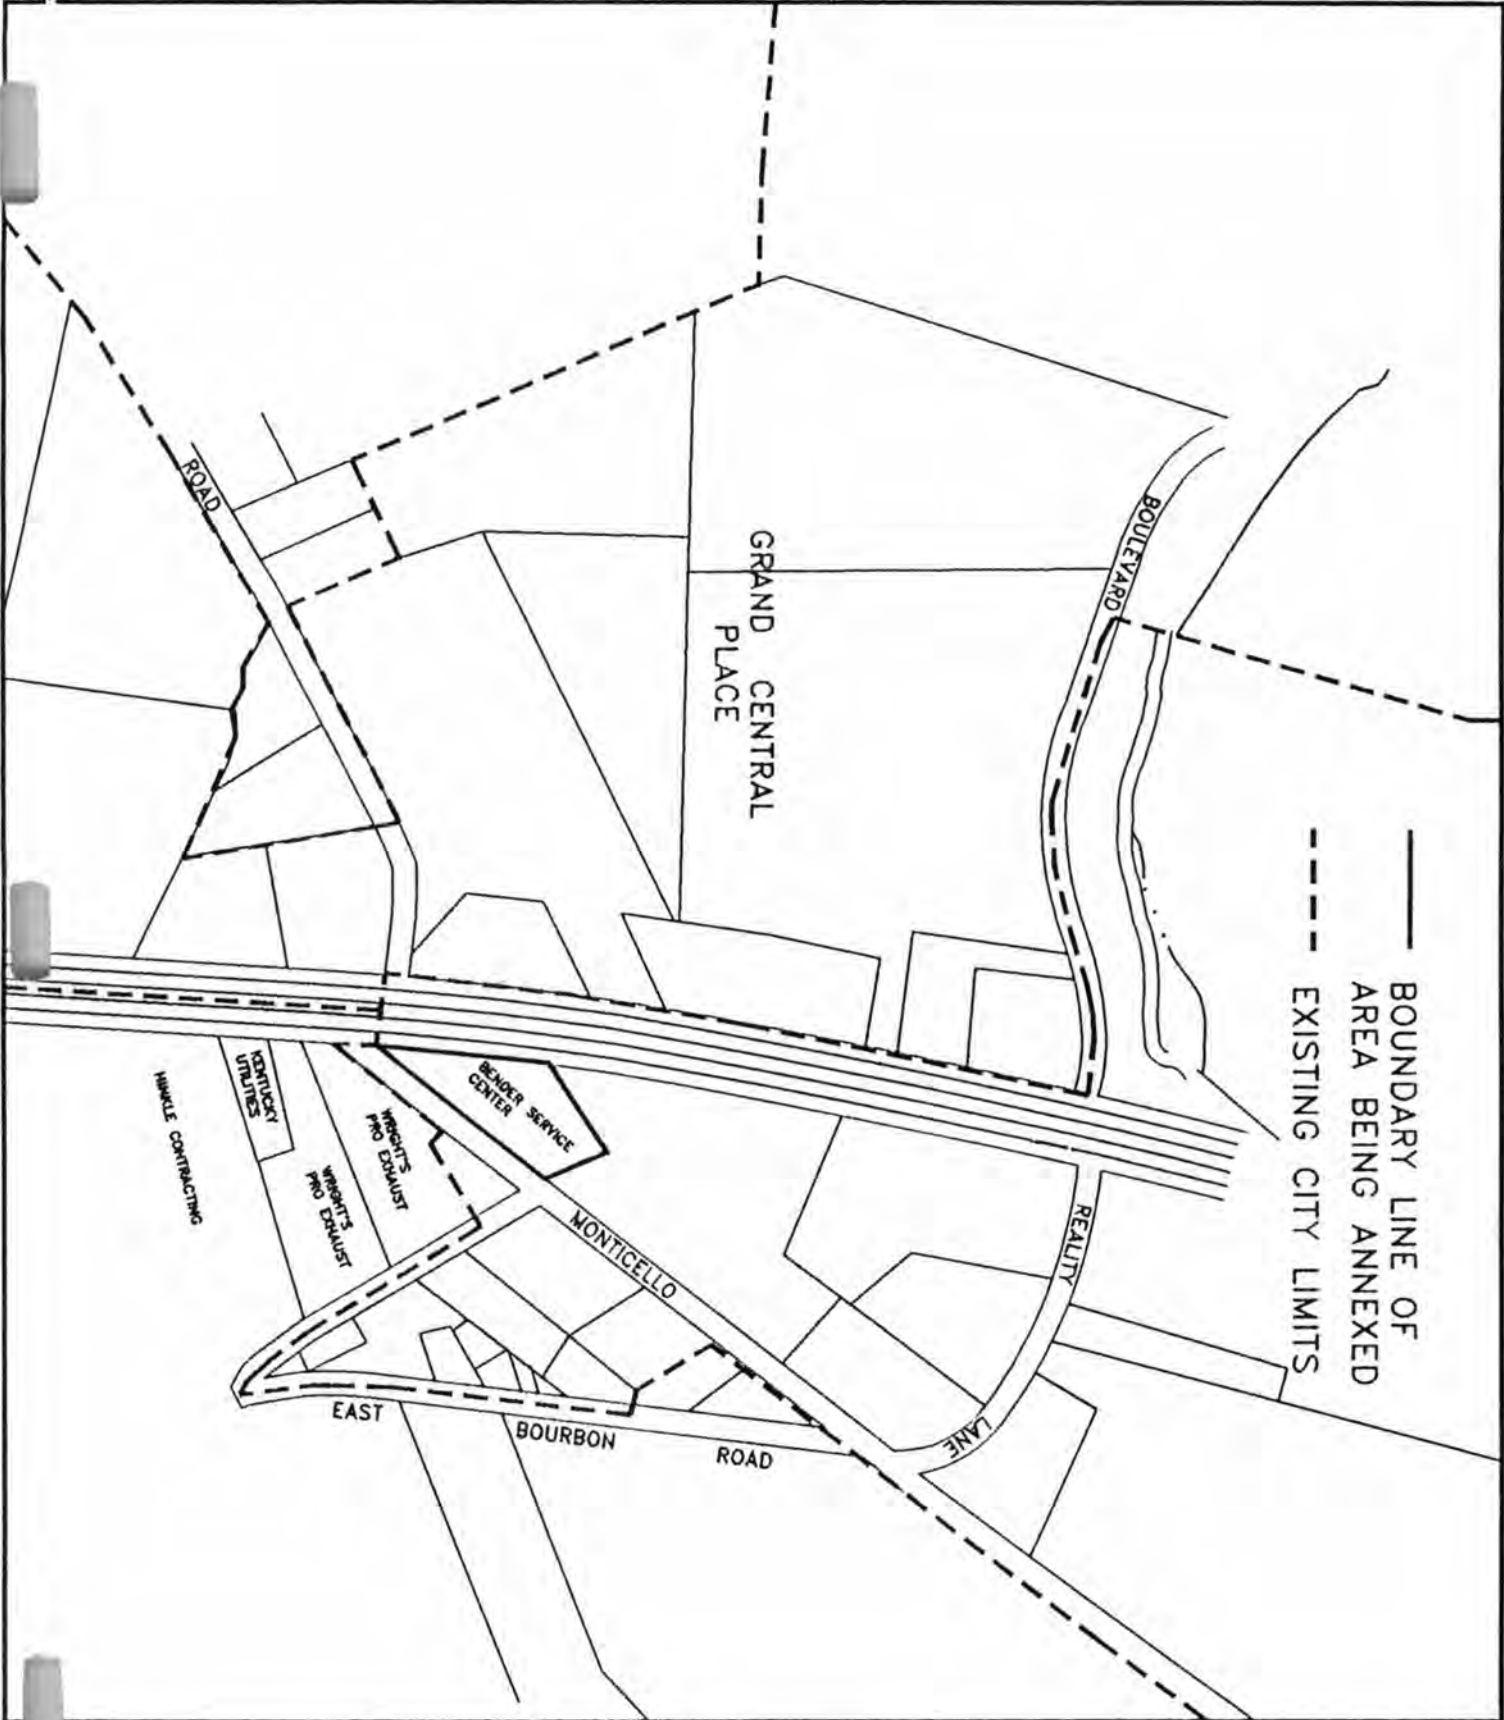 BOUNDARY LINE OF
AREA BEING ANNEXED
EXISTING CITY LIMITS
BOULEVARD
GRAND CENTRAL
PLACE
ROAD
BENDER SERVICE
CENTER
KENTUCKY
UTILITIES
WRIGHT'S
PRO EXHAUST
WRIGHT'S
PRO EXHAUST
HINKLE CONTRACTING
MONTICELLO
REALITY
LANE
EAST
BOURBON
ROAD